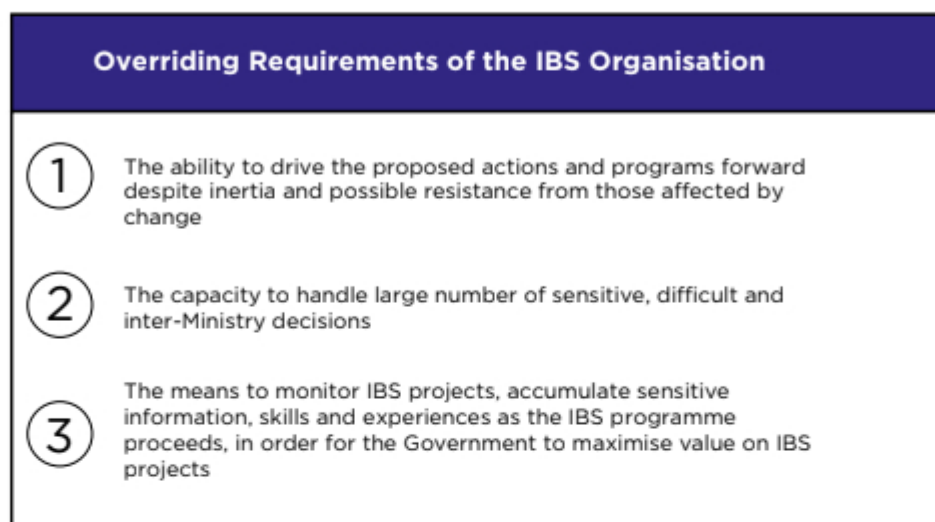 Overriding Requirements of the IBS Organisation
1
The ability to drive the proposed actions and programs forward
despite inertia and possible resistance from those affected by
change
2
The capacity to handle large number of sensitive, difficult and
inter-Ministry decisions
3
The means to monitor IBS projects, accumulate sensitive
information, skills and experiences as the IBS programme
proceeds, in order for the Government to maximise value on IBS
projects